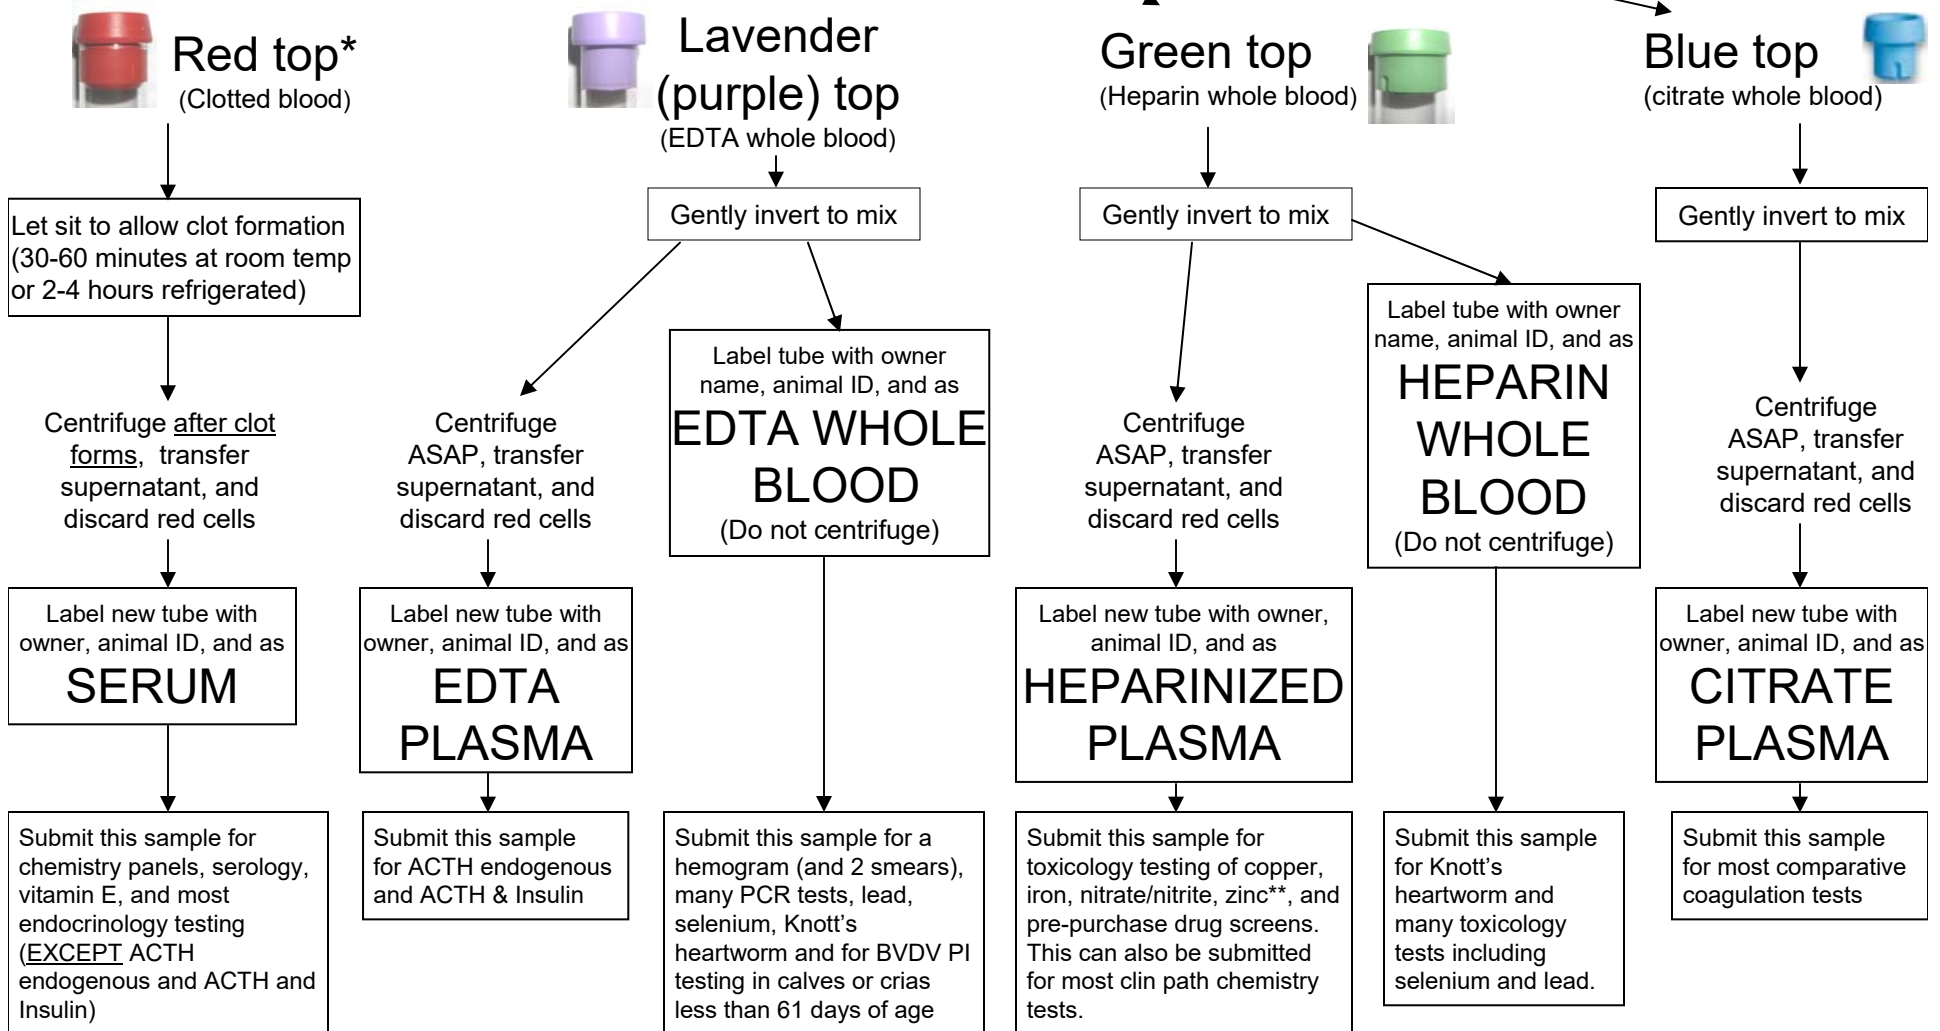 Red top*
(Clotted blood)
Let sit to allow clot formation
(30-60 minutes at room temp
or 2-4 hours refrigerated)
Centrifuge after clot
forms, transfer
supernatant, and
discard red cells
Label new tube with
owner, animal ID, and as
SERUM
Submit this sample for
chemistry panels, serology,
vitamin E, and most
endocrinology testing
(EXCEPT ACTH
endogenous and ACTH and
Insulin)
Lavender
(purple) top
(EDTA whole blood)
Gently invert to mix
Centrifuge
ASAP, transfer
supernatant, and
discard red cells
Label new tube with
owner, animal ID, and as
EDTA
PLASMA
Submit this sample
for ACTH endogenous
and ACTH & Insulin
Label tube with owner
name, animal ID, and as
EDTA WHOLE
BLOOD
(Do not centrifuge)
Submit this sample for a
hemogram (and 2 smears),
many PCR tests, lead,
selenium, Knott's
heartworm and for BVDV PI
testing in calves or crias
less than 61 days of age
Green top
(Heparin whole blood)
Gently invert to mix
Centrifuge
ASAP, transfer
supernatant, and
discard red cells
Label new tube with owner,
animal ID, and as
HEPARINIZED
PLASMA
Submit this sample for
toxicology testing of copper,
iron, nitrate/nitrite, zinc**, and
pre-purchase drug screens.
This can also be submitted
for most clin path chemistry
tests.
Label tube with owner
name, animal ID, and as
HEPARIN
WHOLE
BLOOD
(Do not centrifuge)
Submit this sample
for Knott's
heartworm and
many toxicology
tests including
selenium and lead.
Blue top
(citrate whole blood)
Gently invert to mix
Centrifuge
ASAP, transfer
supernatant, and
discard red cells
Label new tube with
owner, animal ID, and as
CITRATE
PLASMA
Submit this sample
for most comparative
coagulation tests